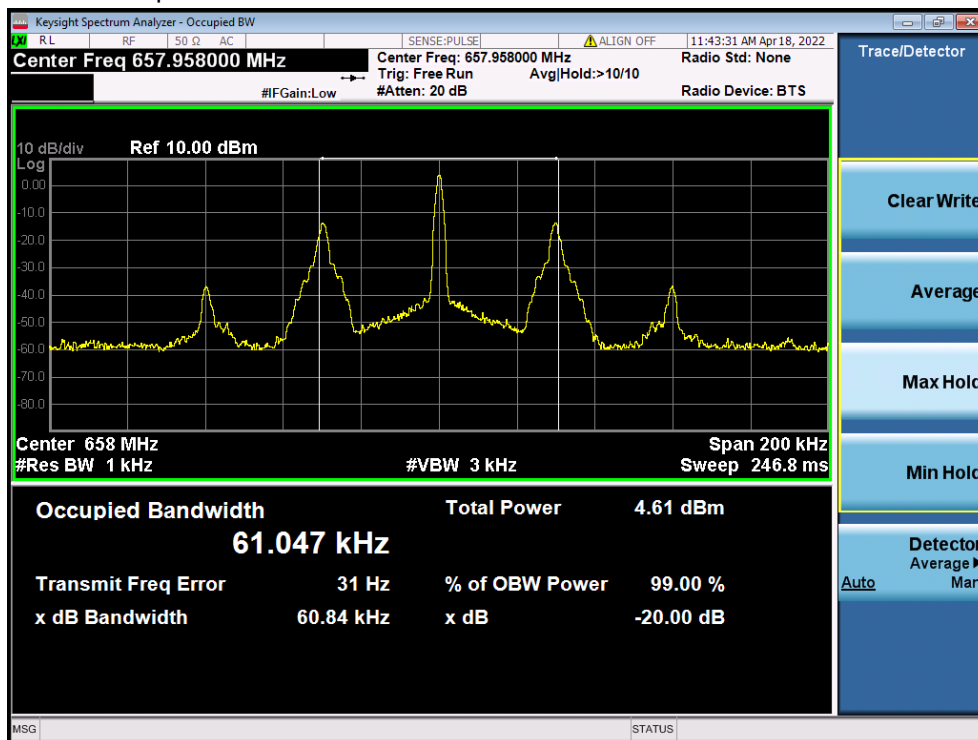 Keysight Spectrum Analyzer - Occupied BW
LXI RL RF 50 Ω AC SENSE:PULSE ALIGN OFF 11:43:31 AM Apr 18, 2022
Center Freq 657.958000 MHz
Center Freq: 657.958000 MHz
Radio Std: None
Trig: Free Run Avg|Hold:>10/10
#IFGain:Low #Atten: 20 dB Radio Device: BTS
Trace/Detector
10 dB/div Ref 10.00 dBm
Log
0.00
-10.0
-20.0
-30.0
-40.0
-50.0
-60.0
-70.0
-80.0
Center 658 MHz Span 200 kHz
#Res BW 1 kHz #VBW 3 kHz Sweep 246.8 ms
Occupied Bandwidth Total Power 4.61 dBm
61.047 kHz
Transmit Freq Error 31 Hz % of OBW Power 99.00 %
x dB Bandwidth 60.84 kHz x dB -20.00 dB
Clear Write
Average
Max Hold
Min Hold
Detector
Average
Auto Man
MSG STATUS